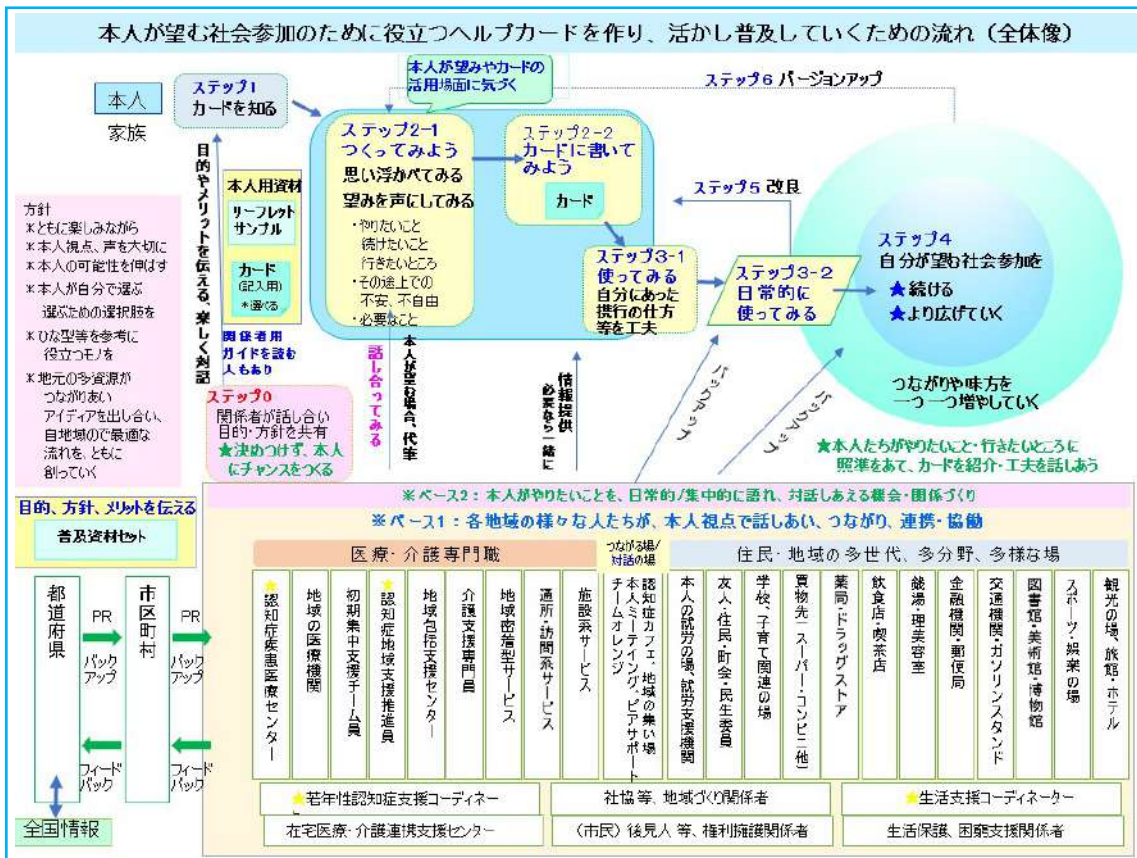 本人が望む社会参加のために役立つヘルプカードを作り、活かし普及していくための流れ（全体像）
本人
家族
ステップ1
カードを知る
本人が望みやカードの
活用場面に気づく
ステップ6 バージョンアップ
ステップ2-1
つくってみよう
思い浮かべてみる
望みを声にしてみる
・やりたいこと
続けたいこと
行きたいところ
・その途上での
不安、不自由
・必要なこと
ステップ2-2
カードに書いて
みよう
カード
ステップ5 改良
ステップ3-1
使ってみる
自分にあった
携行の仕方
等を工夫
ステップ3-2
日常的に
使ってみる
ステップ4
自分が望む社会参加を
★続ける
★より広げていく
つながりや味方を
一つ一つ増やしていく
★本人たちがやりたいこと・行きたいところに
照準をあて、カードを紹介・工夫を話しあう
方針
※ともに楽しみながら
※本人視点、声を大切に
※本人の可能性を伸ばす
※本人が自分で選ぶ
選ぶための選択肢を
※ひな型等を参考に
役立つモノを
※地元の多資源が
つながりあい
アイディアを出し合い、
自地域ので最適な
流れを、ともに
創っていく
目的やメリットを伝える、楽しく対話
本人用資材
リーフレット
サンプル
カード
(記入用)
*選べる
関係者用
ガイドを読む
人もあり
ステップ0
関係者が話し合い
目的・方針を共有
★決めつけず、本人
にチャンスをつくる
話し合ってみる
本人が望む場合、代筆
情報提供
必要なら一緒に
バックアップ
バックアップ
目的、方針、メリットを伝える
普及資材セット
都道府県
PR
バック
アップ
フィード
バック
市区町村
PR
バック
アップ
フィード
バック
全国情報
※ベース2：本人がやりたいことを、日常的/集中的に語れ、対話しあえる機会・関係づくり
※ベース1：各地域の様々な人たちが、本人視点で話しあい、つながり、連携・協働
医療・介護専門職
つながる場/
対話の場
住民・地域の多世代、多分野、多様な場
★認知症疾患医療センター
地域の医療機関
初期集中支援チーム員
★認知症地域支援推進員
地域包括支援センター
介護支援専門員
地域密着型サービス
通所・訪問系サービス
施設系サービス
認知症カフェ、地域の集い場
本人ミーティング、ピアサポート
チームオレンジ
本人の就労の場、就労支援機関
友人・住民・町会・民生委員
学校、子育て関連の場
買物先（スーパー・コンビニ他）
薬局・ドラッグストア
飲食店・喫茶店
銭湯・理美容室
金融機関・郵便局
交通機関・ガソリンスタンド
図書館・美術館・博物館
スポーツ・娯楽の場
観光の場、旅館・ホテル
★若年性認知症支援コーディネー
社協等、地域づくり関係者
★生活支援コーディネーター
在宅医療・介護連携支援センター
（市民）後見人 等、権利擁護関係者
生活保護、困窮支援関係者